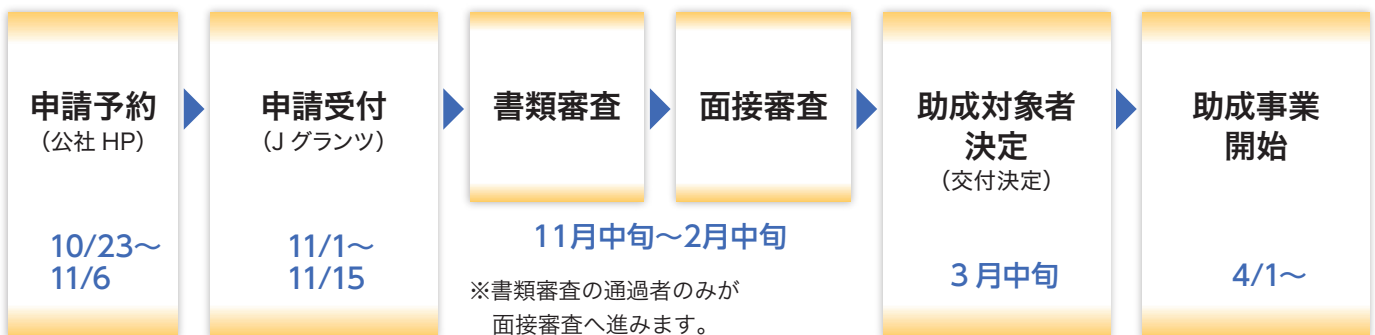 申請予約
（公社 HP）
10/23～
11/6
申請受付
（J グランツ）
11/1～
11/15
書類審査
面接審査
11月中旬～2月中旬
※書類審査の通過者のみが
面接審査へ進みます。
助成対象者
決定
（交付決定）
3 月中旬
助成事業
開始
4/1～